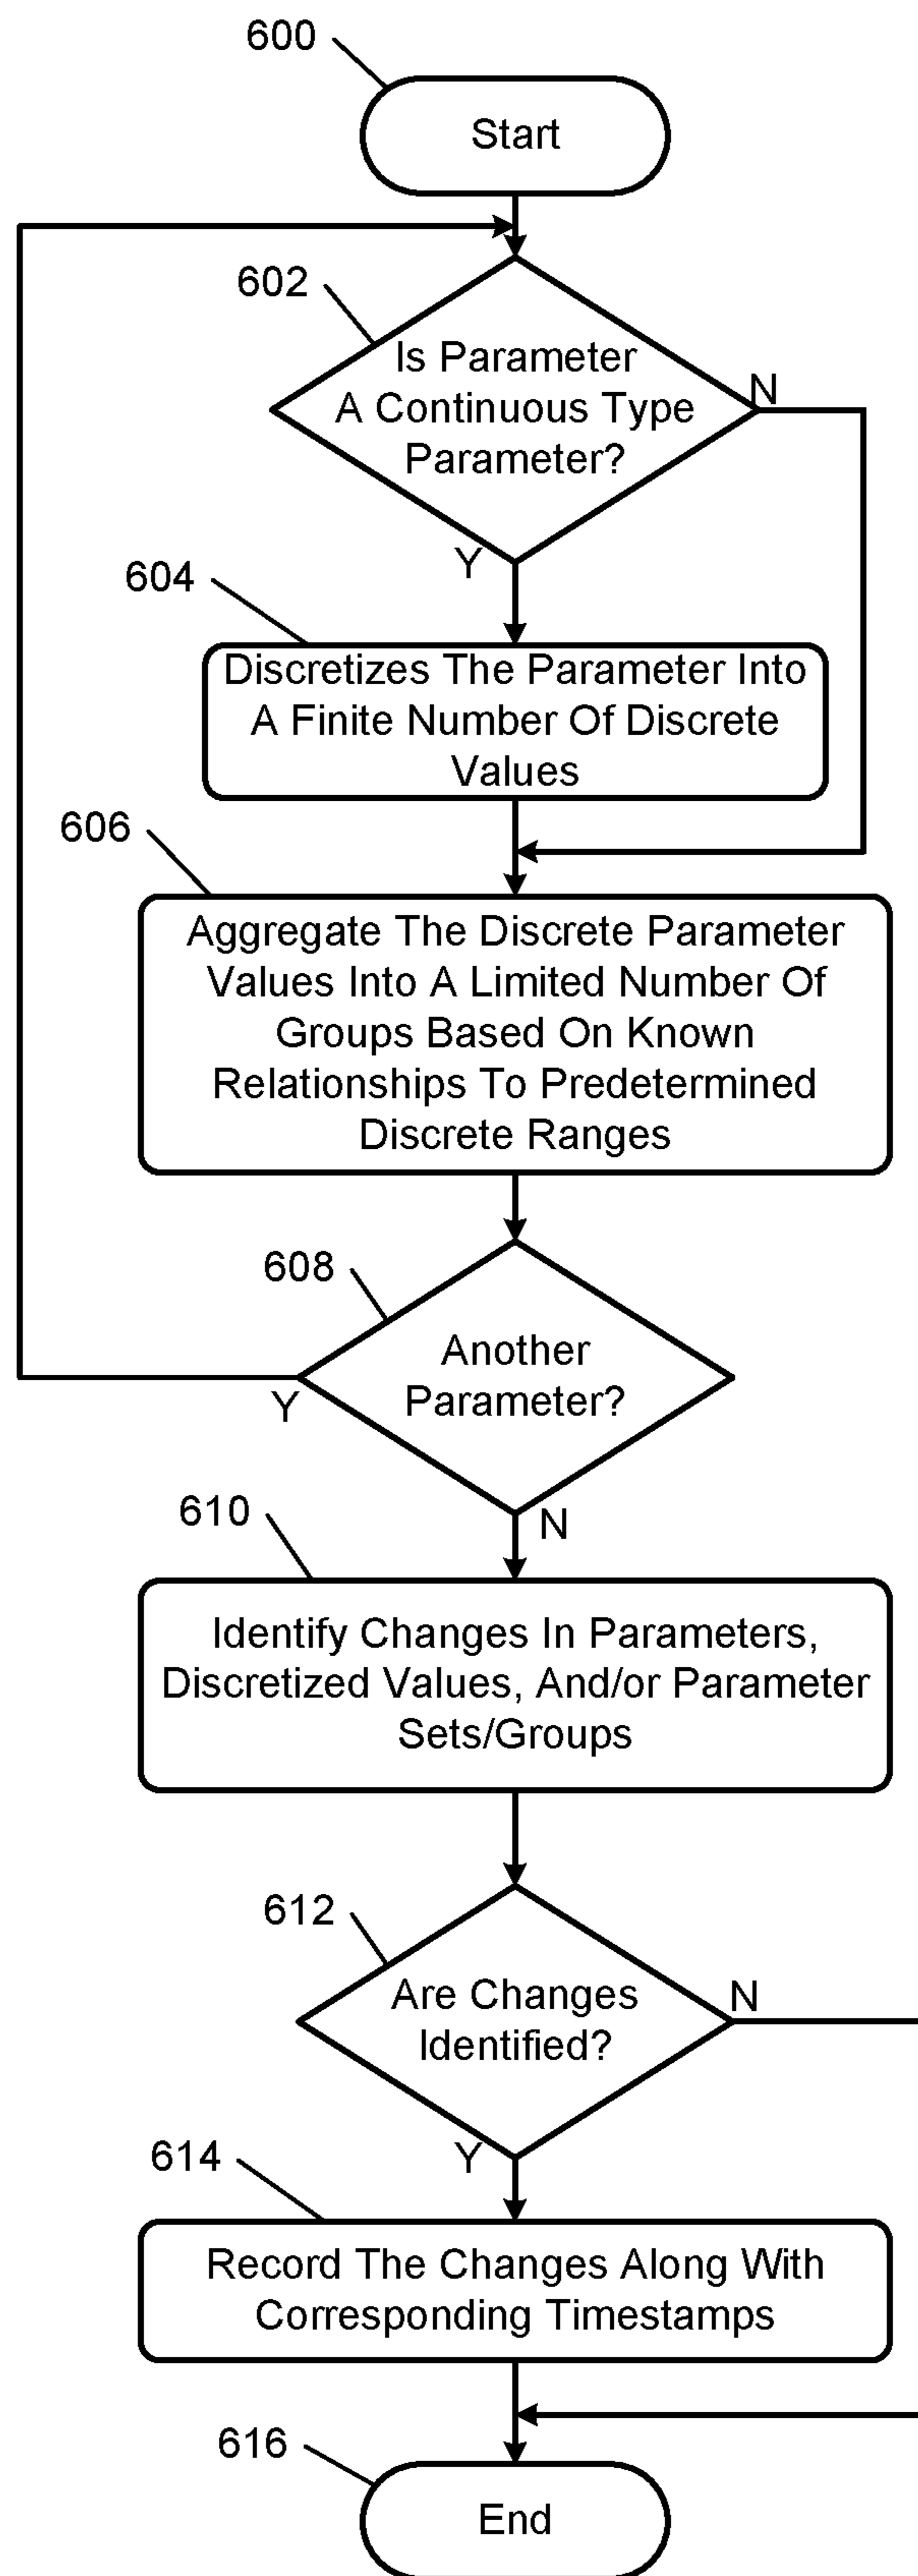 600
Start
602
Is Parameter
A Continuous Type
Parameter?
N
Y
604
Discretizes The Parameter Into
A Finite Number Of Discrete
Values
606
Aggregate The Discrete Parameter
Values Into A Limited Number Of
Groups Based On Known
Relationships To Predetermined
Discrete Ranges
608
Another
Parameter?
Y
N
610
Identify Changes In Parameters,
Discretized Values, And/or Parameter
Sets/Groups
612
Are Changes
Identified?
N
Y
614
Record The Changes Along With
Corresponding Timestamps
616
End